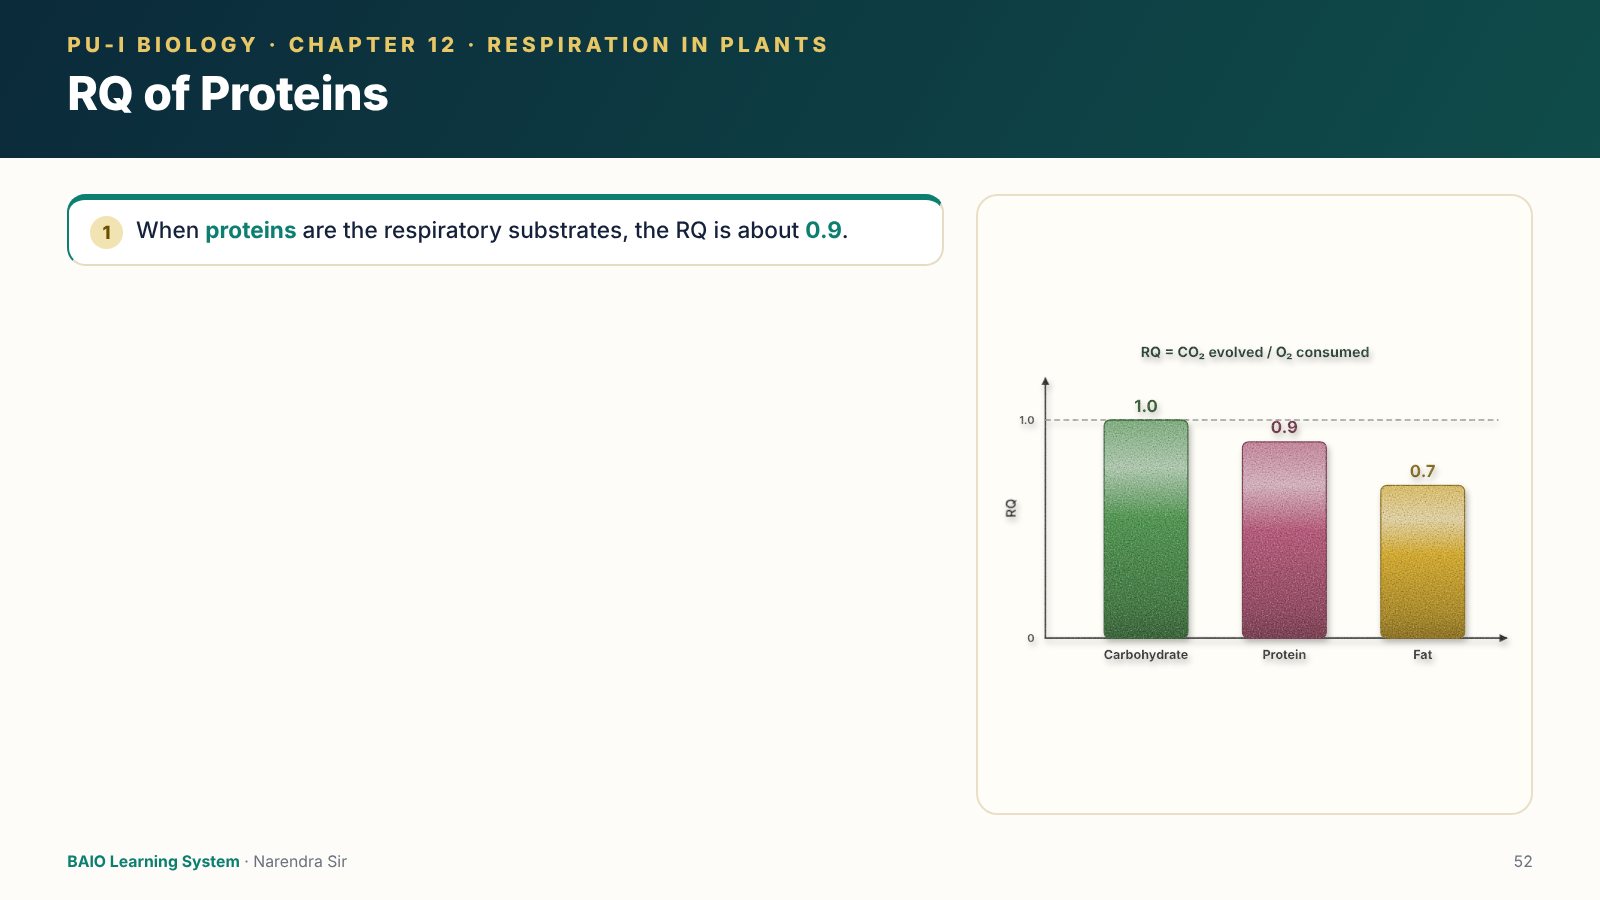 PU-I BIOLOGY · CHAPTER 12 · RESPIRATION IN PLANTS
RQ of Proteins
1 When proteins are the respiratory substrates, the RQ is about 0.9.
RQ = CO₂ evolved / O₂ consumed
1.0
1.0
0.9
0.7
RQ
0
Carbohydrate Protein Fat
BAIO Learning System · Narendra Sir
52